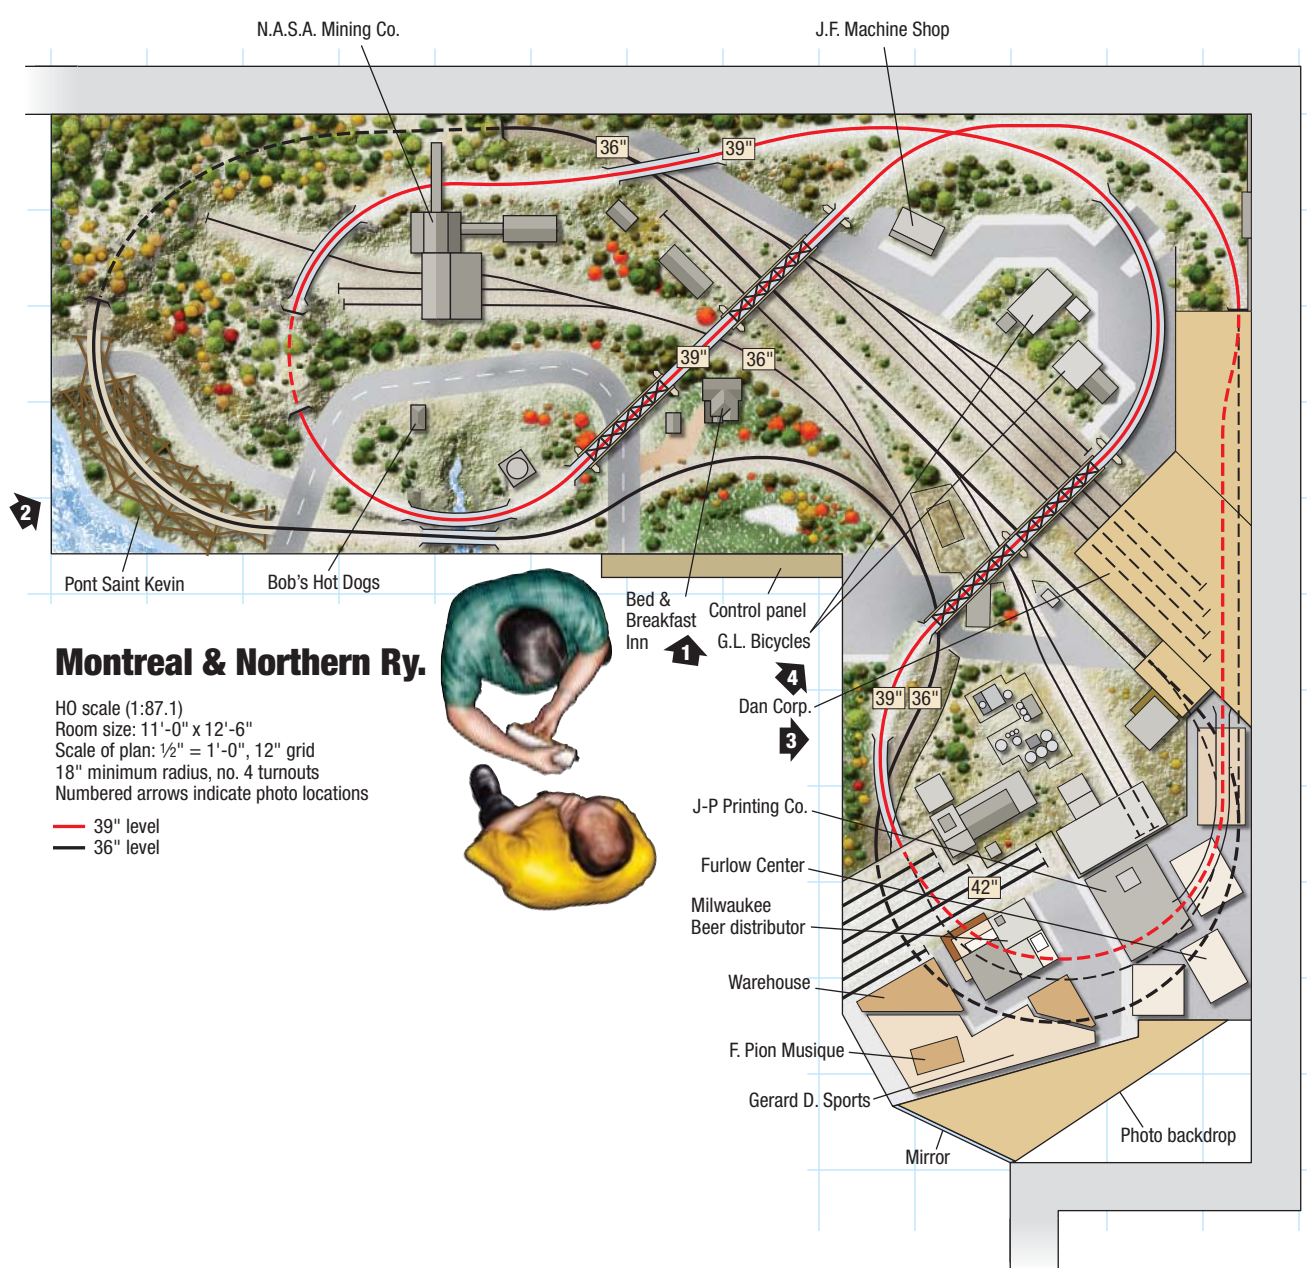 N.A.S.A. Mining Co.
J.F. Machine Shop
36"
39"
39"
36"
2
Pont Saint Kevin
Bob's Hot Dogs
Bed &
Breakfast
Inn
1
Control panel
G.L. Bicycles
4
Dan Corp.
3
39"
36"
Montreal & Northern Ry.
HO scale (1:87.1)
Room size: 11'-0" x 12'-6"
Scale of plan: ½" = 1'-0", 12" grid
18" minimum radius, no. 4 turnouts
Numbered arrows indicate photo locations
39" level
36" level
J-P Printing Co.
Furlow Center
42"
Milwaukee
Beer distributor
Warehouse
F. Pion Musique
Gerard D. Sports
Mirror
Photo backdrop